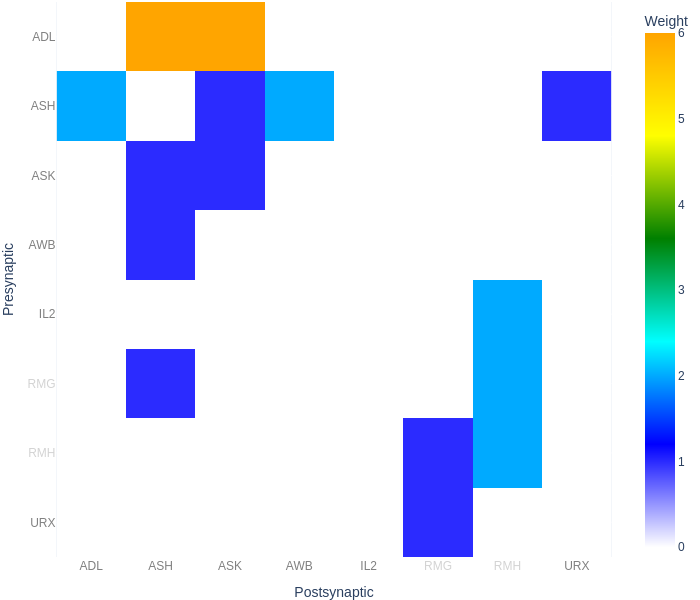 Weight
6
5
4
3
2
1
0
Presynaptic
ADL
ASH
ASK
AWB
IL2
RMG
RMH
URX
ADL ASH ASK AWB IL2 RMG RMH URX
Postsynaptic